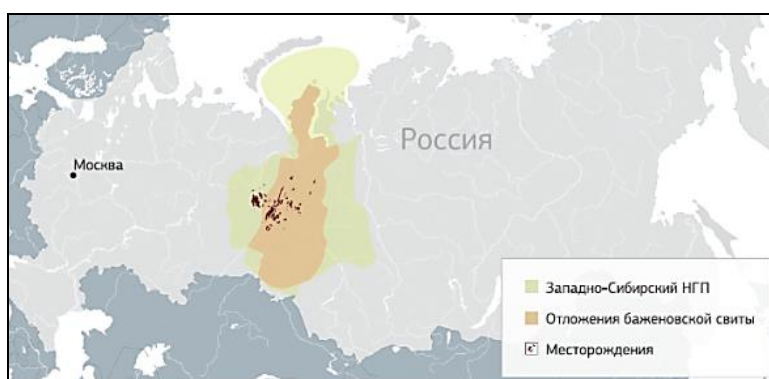 Россия
Москва
Западно-Сибирский НГП
Отложения баженовской свиты
Месторождения